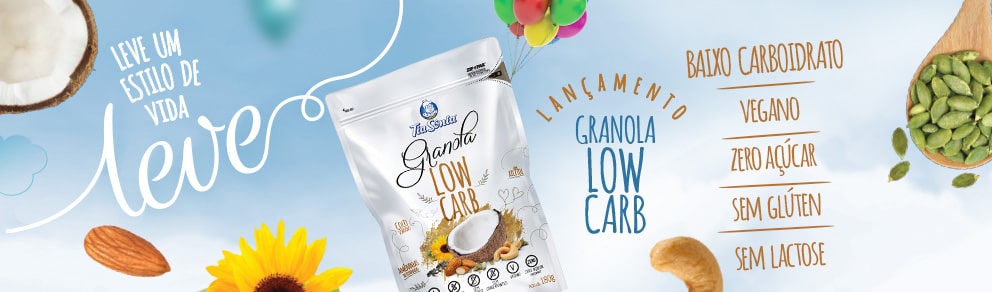 LEVE UM
ESTILO DE
VIDA
leve
Tia Sônia
Granola
LOW
CARB
180g
LANÇAMENTO
GRANOLA
LOW
CARB
BAIXO CARBOIDRATO
VEGANO
ZERO AÇÚCAR
SEM GLÚTEN
SEM LACTOSE